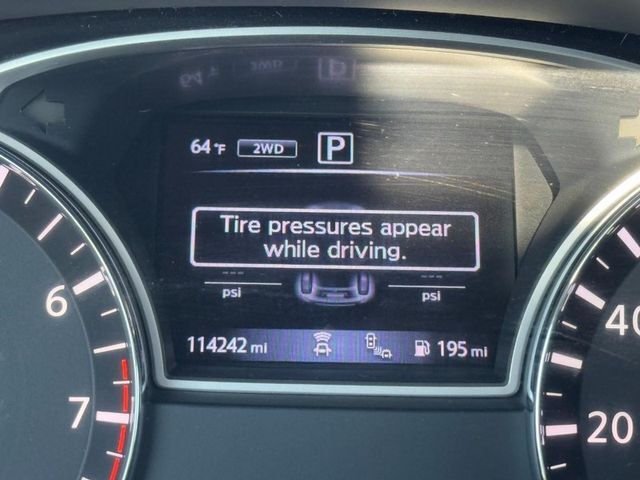 64°F 2WD P
Tire pressures appear
while driving.
--- ---
psi psi
114242 mi 195 mi
6
7
40
20